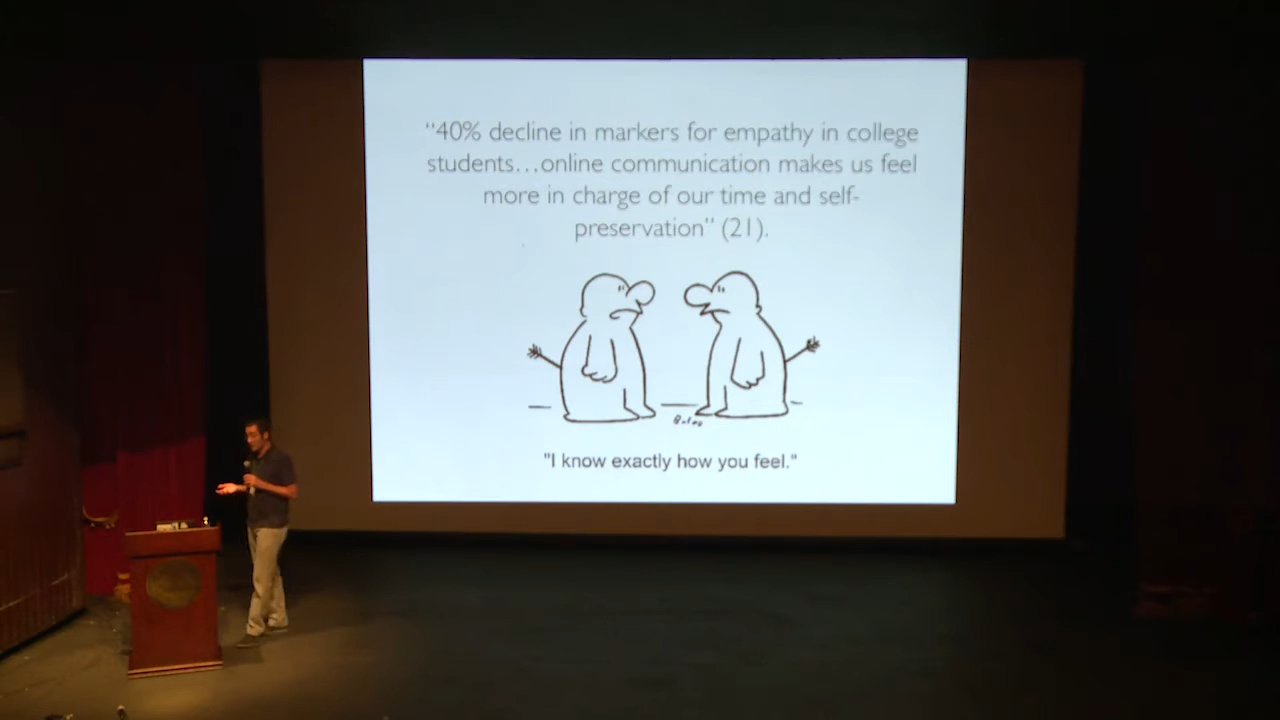 “40% decline in markers for empathy in college
students...online communication makes us feel
more in charge of our time and self-
preservation” (21).
"I know exactly how you feel."